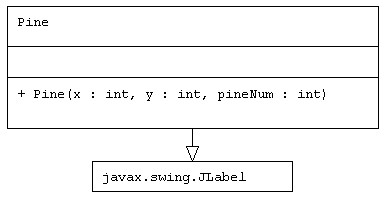 Pine
+ Pine(x : int, y : int, pineNum : int)
javax.swing.JLabel